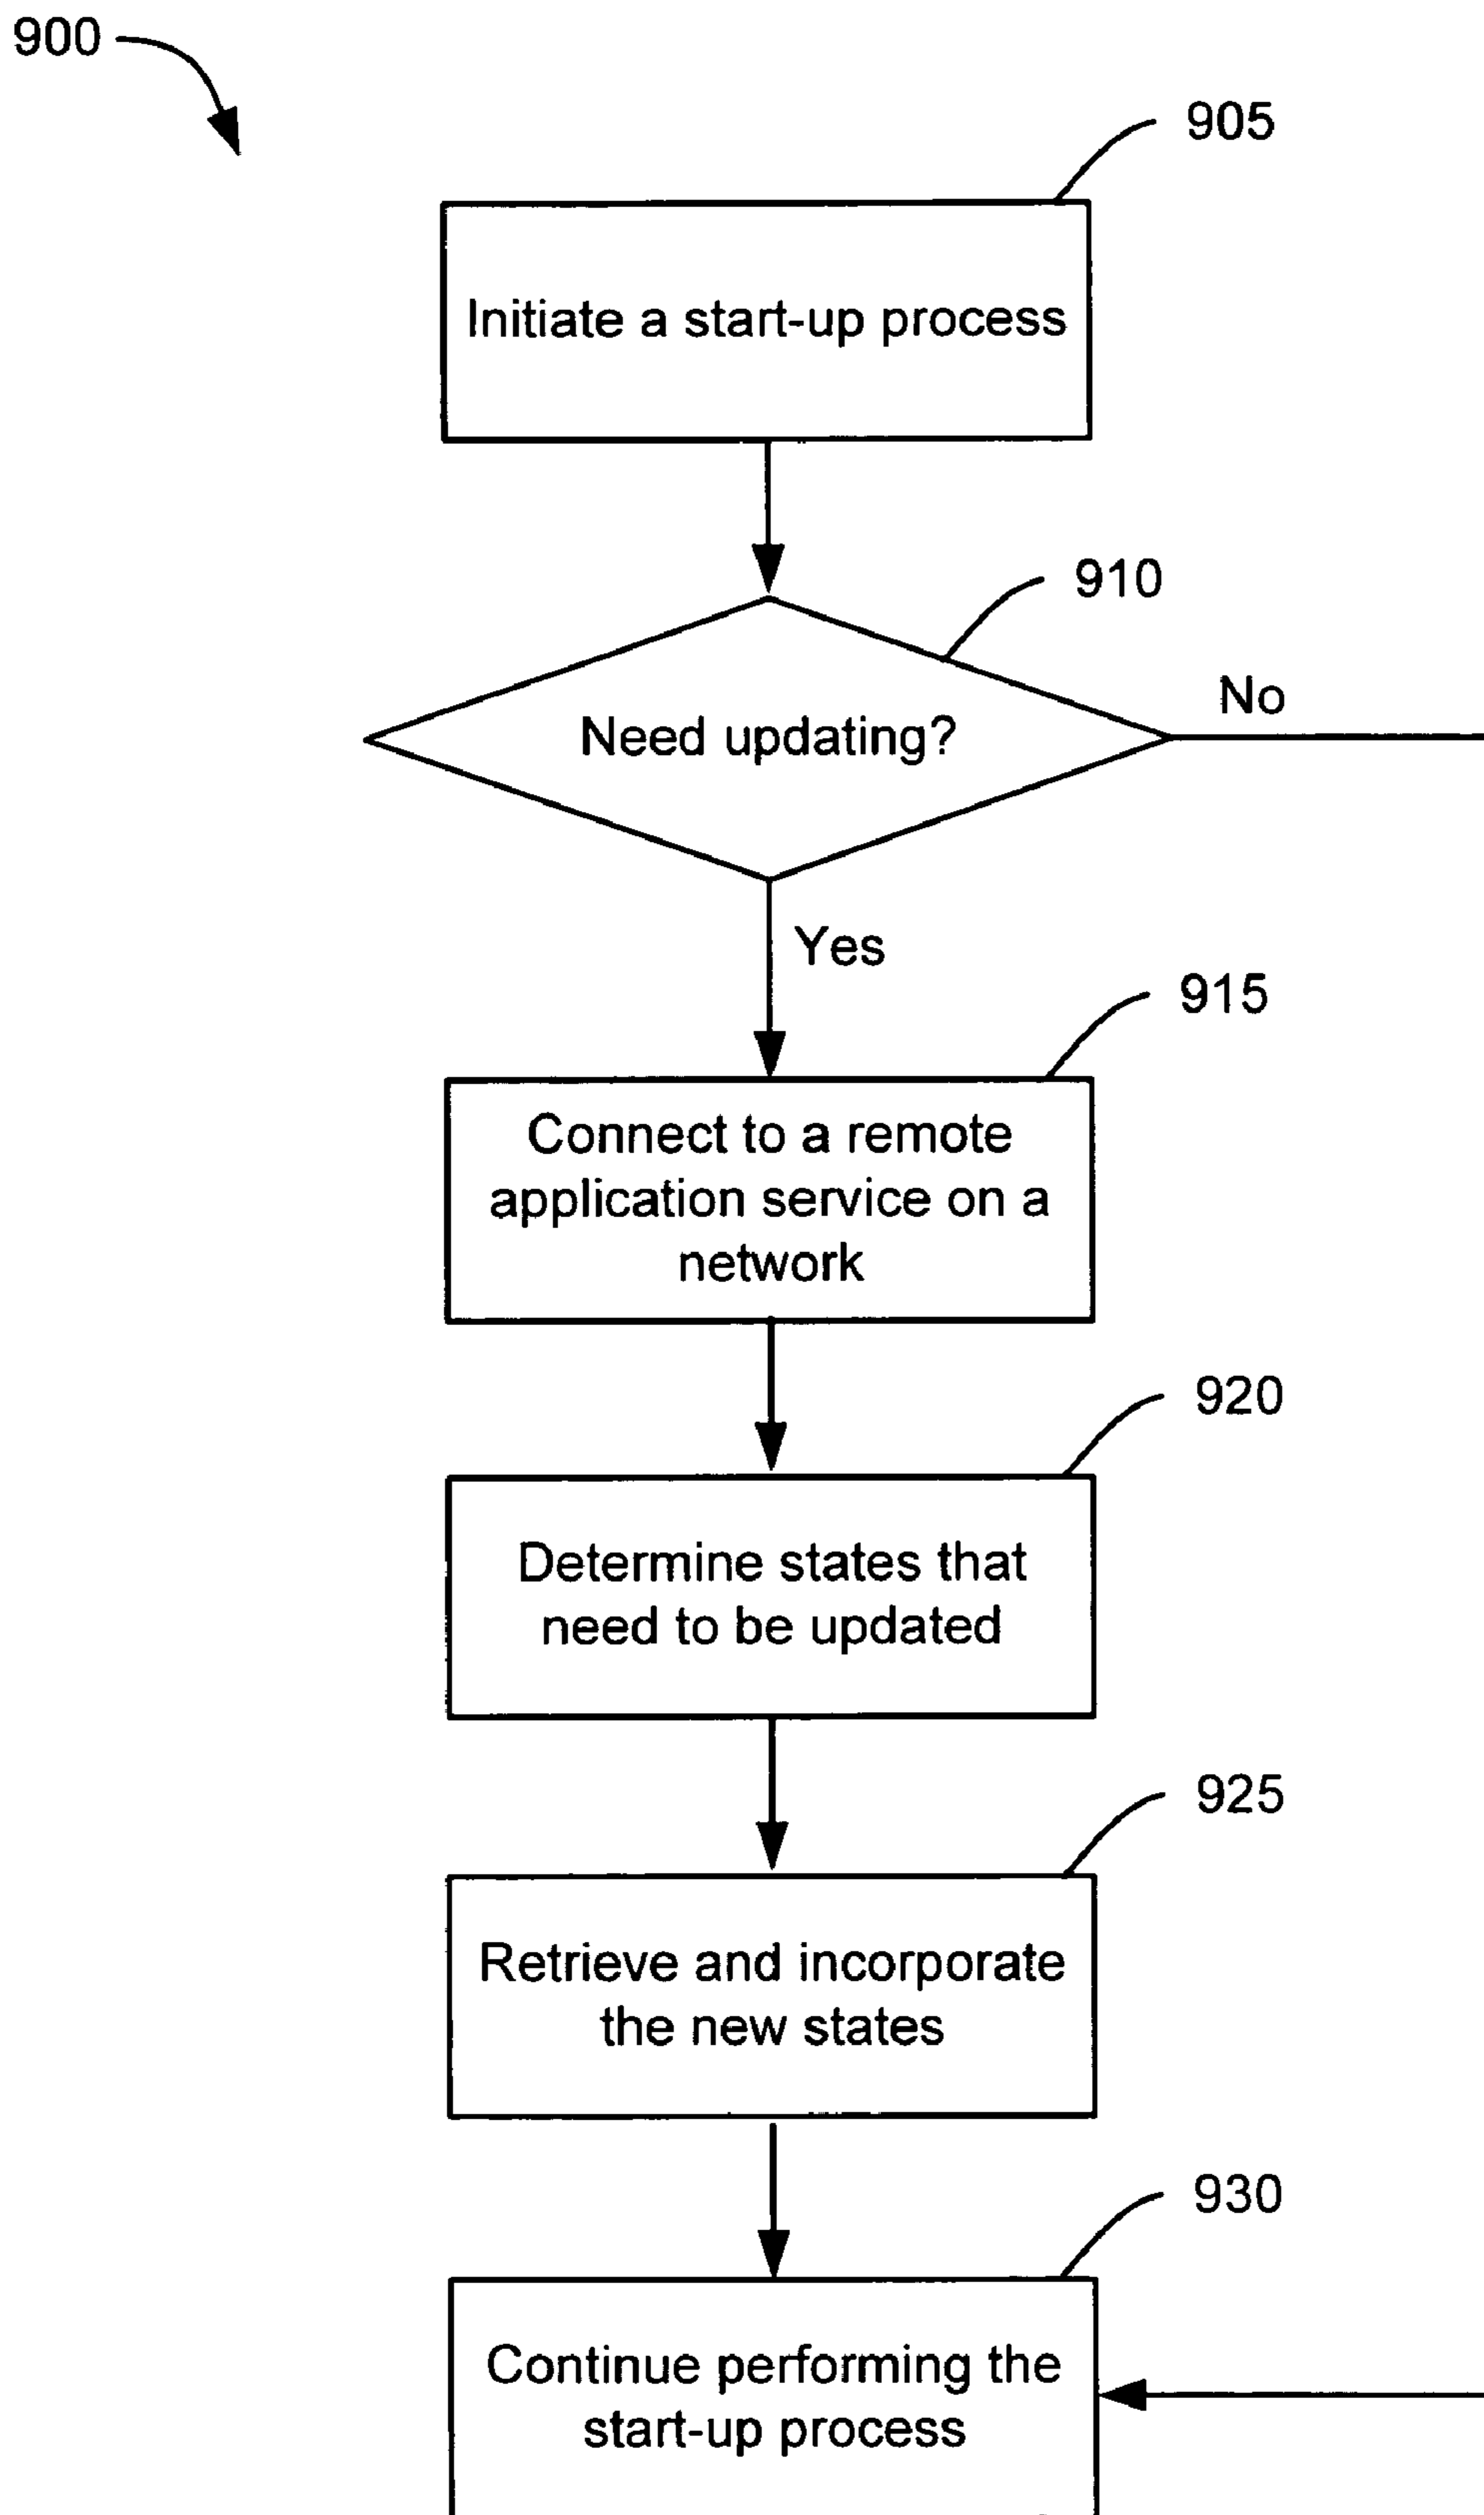 900
905
Initiate a start-up process
910
Need updating?
No
Yes
915
Connect to a remote
application service on a
network
920
Determine states that
need to be updated
925
Retrieve and incorporate
the new states
930
Continue performing the
start-up process